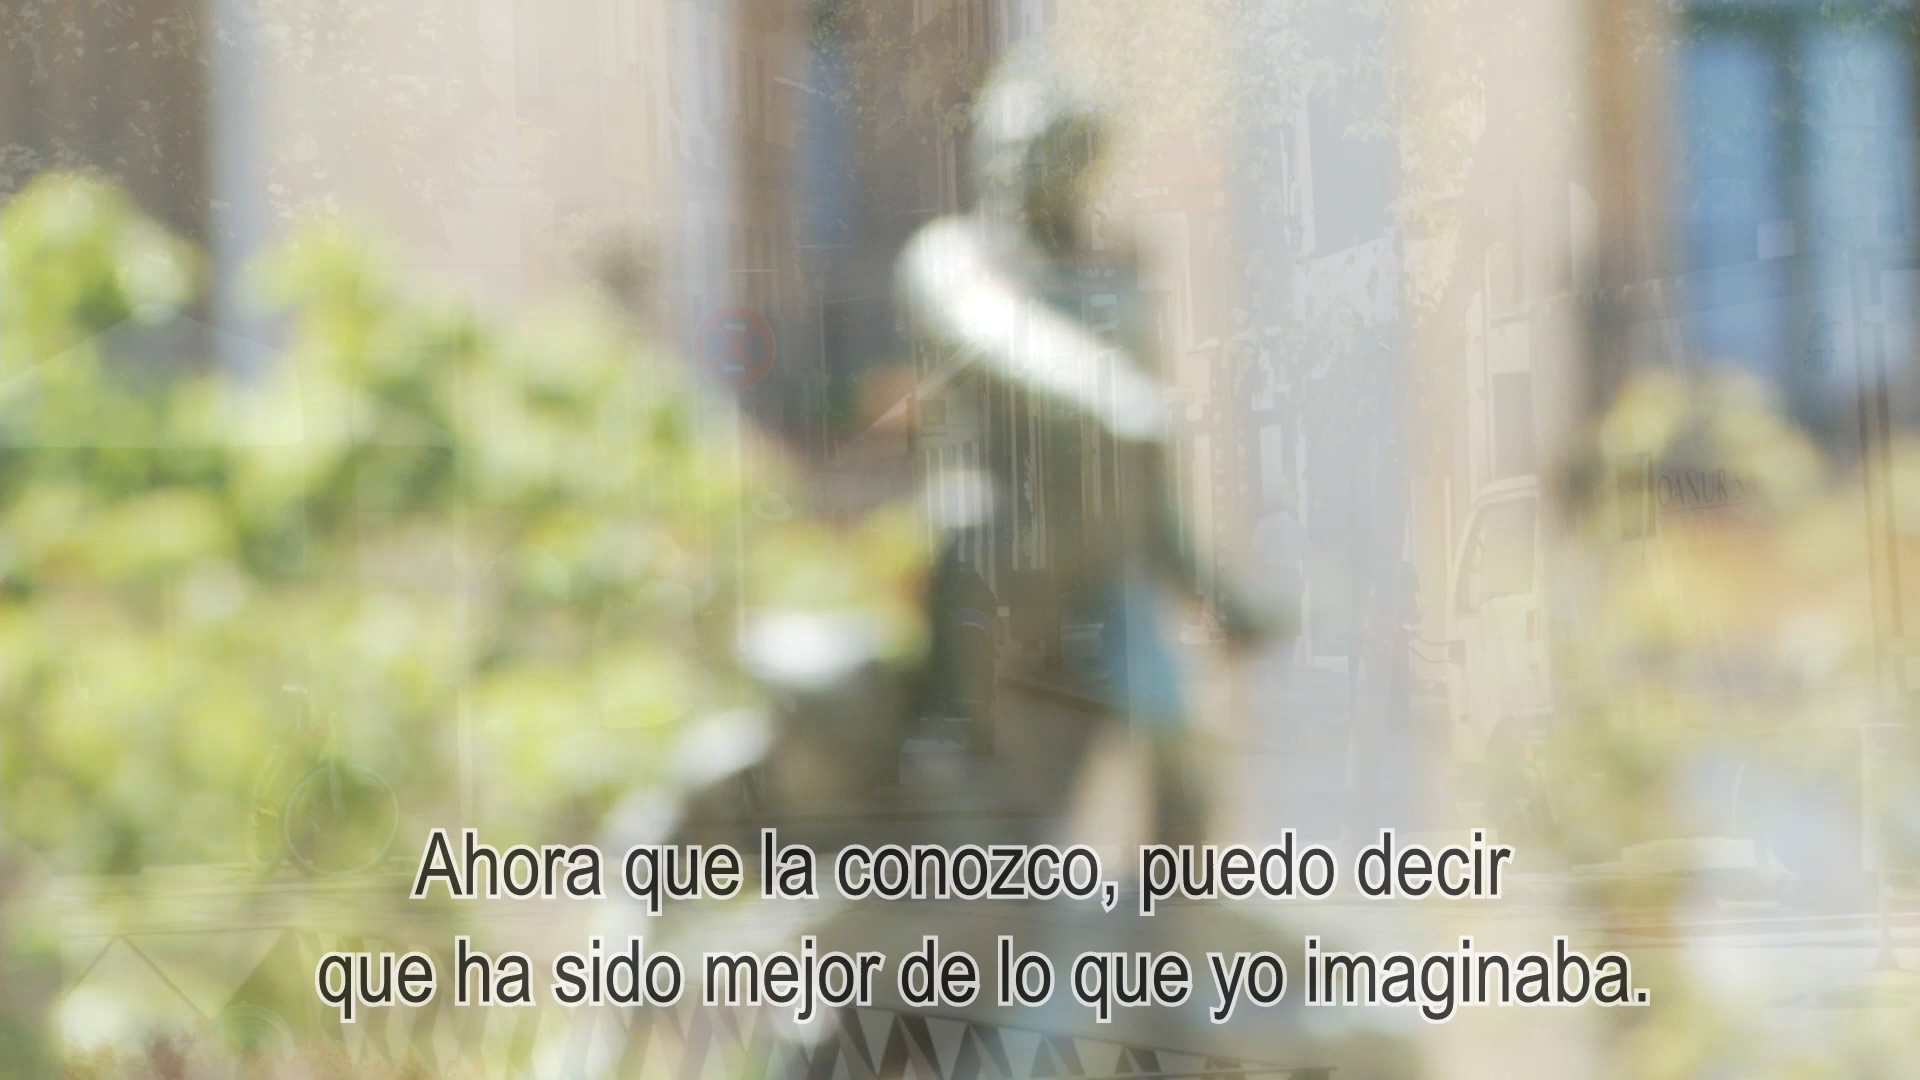 Ahora que la conozco, puedo decir
que ha sido mejor de lo que yo imaginaba.